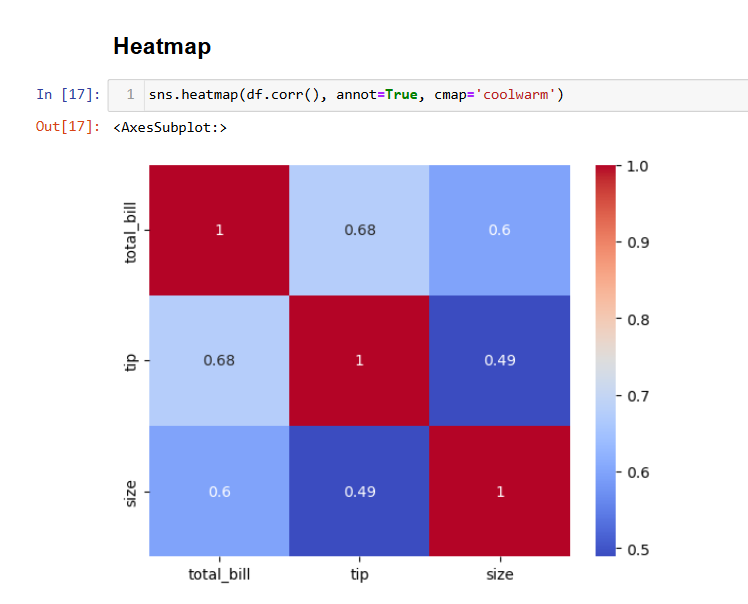 Heatmap
In [17]: 1 sns.heatmap(df.corr(), annot=True, cmap='coolwarm')
Out[17]: <AxesSubplot:>
total_bill 1 0.68 0.6
tip 0.68 1 0.49
size 0.6 0.49 1
total_bill tip size
1.0
0.9
0.8
0.7
0.6
0.5